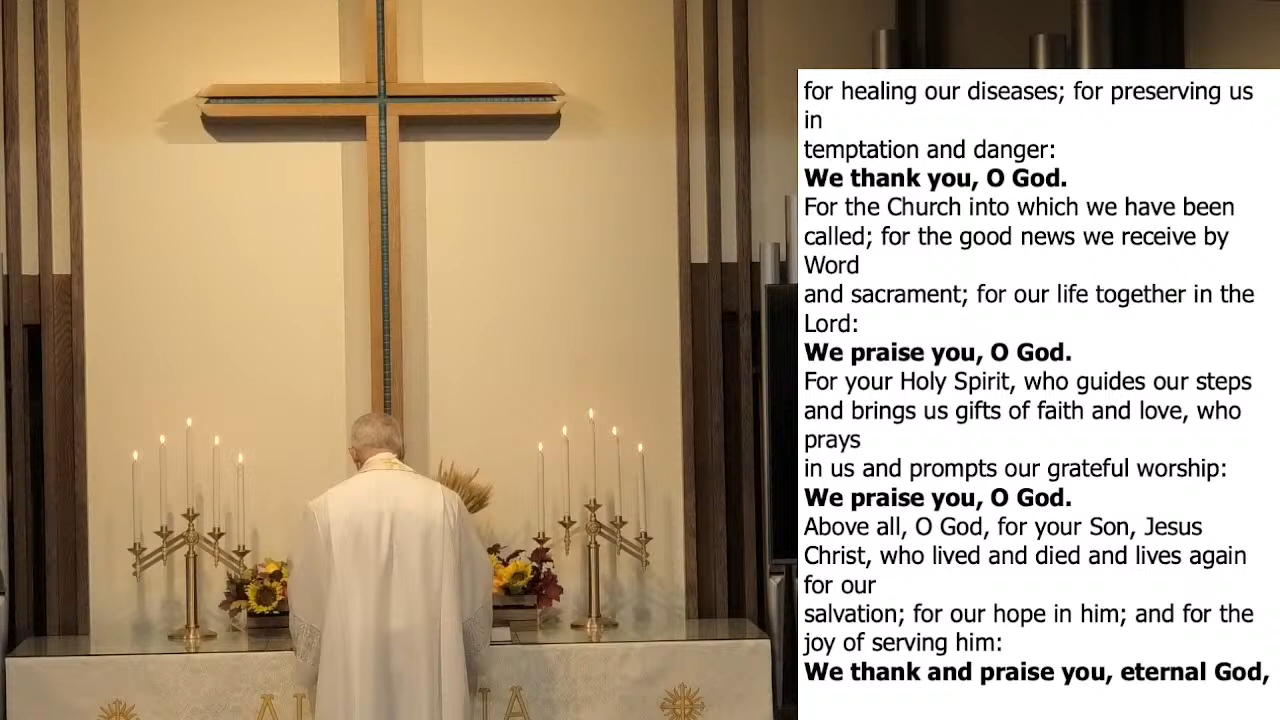 for healing our diseases; for preserving us
in
temptation and danger:
We thank you, O God.
For the Church into which we have been
called; for the good news we receive by
Word
and sacrament; for our life together in the
Lord:
We praise you, O God.
For your Holy Spirit, who guides our steps
and brings us gifts of faith and love, who
prays
in us and prompts our grateful worship:
We praise you, O God.
Above all, O God, for your Son, Jesus
Christ, who lived and died and lives again
for our
salvation; for our hope in him; and for the
joy of serving him:
We thank and praise you, eternal God,